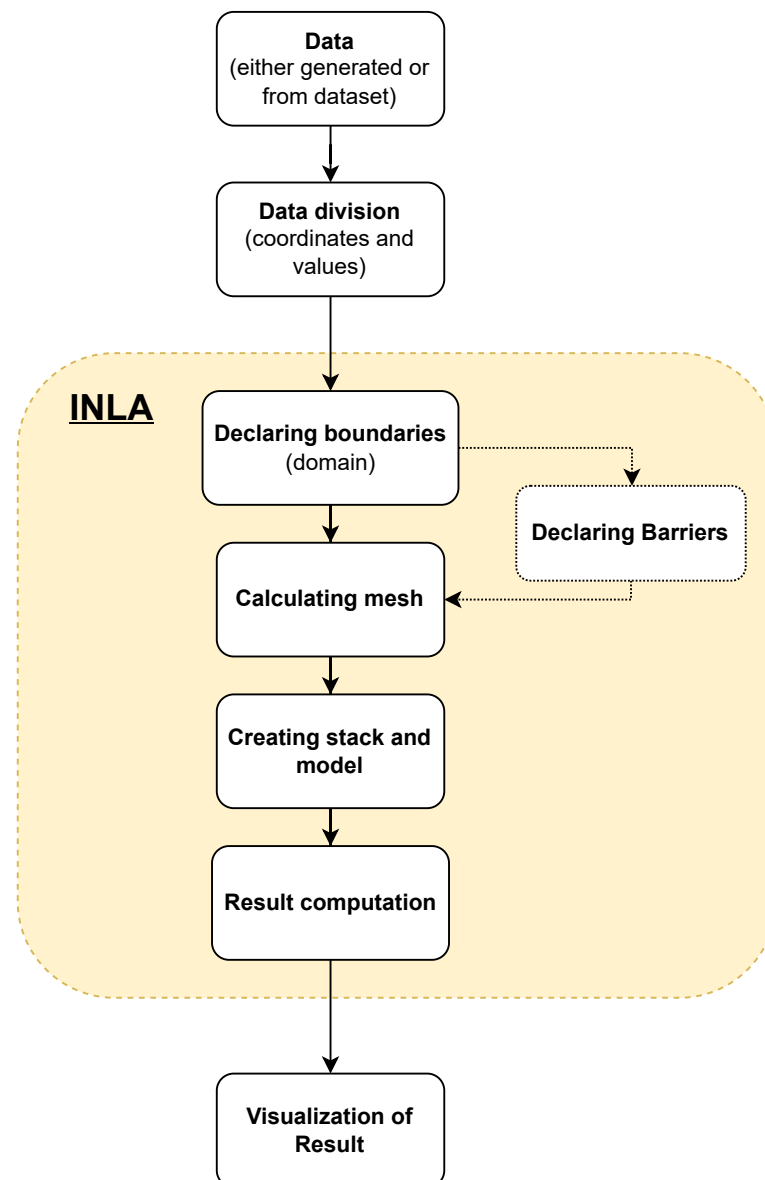 Data
(either generated or
from dataset)
Data division
(coordinates and
values)
INLA
Declaring boundaries
(domain)
Declaring Barriers
Calculating mesh
Creating stack and
model
Result computation
Visualization of
Result